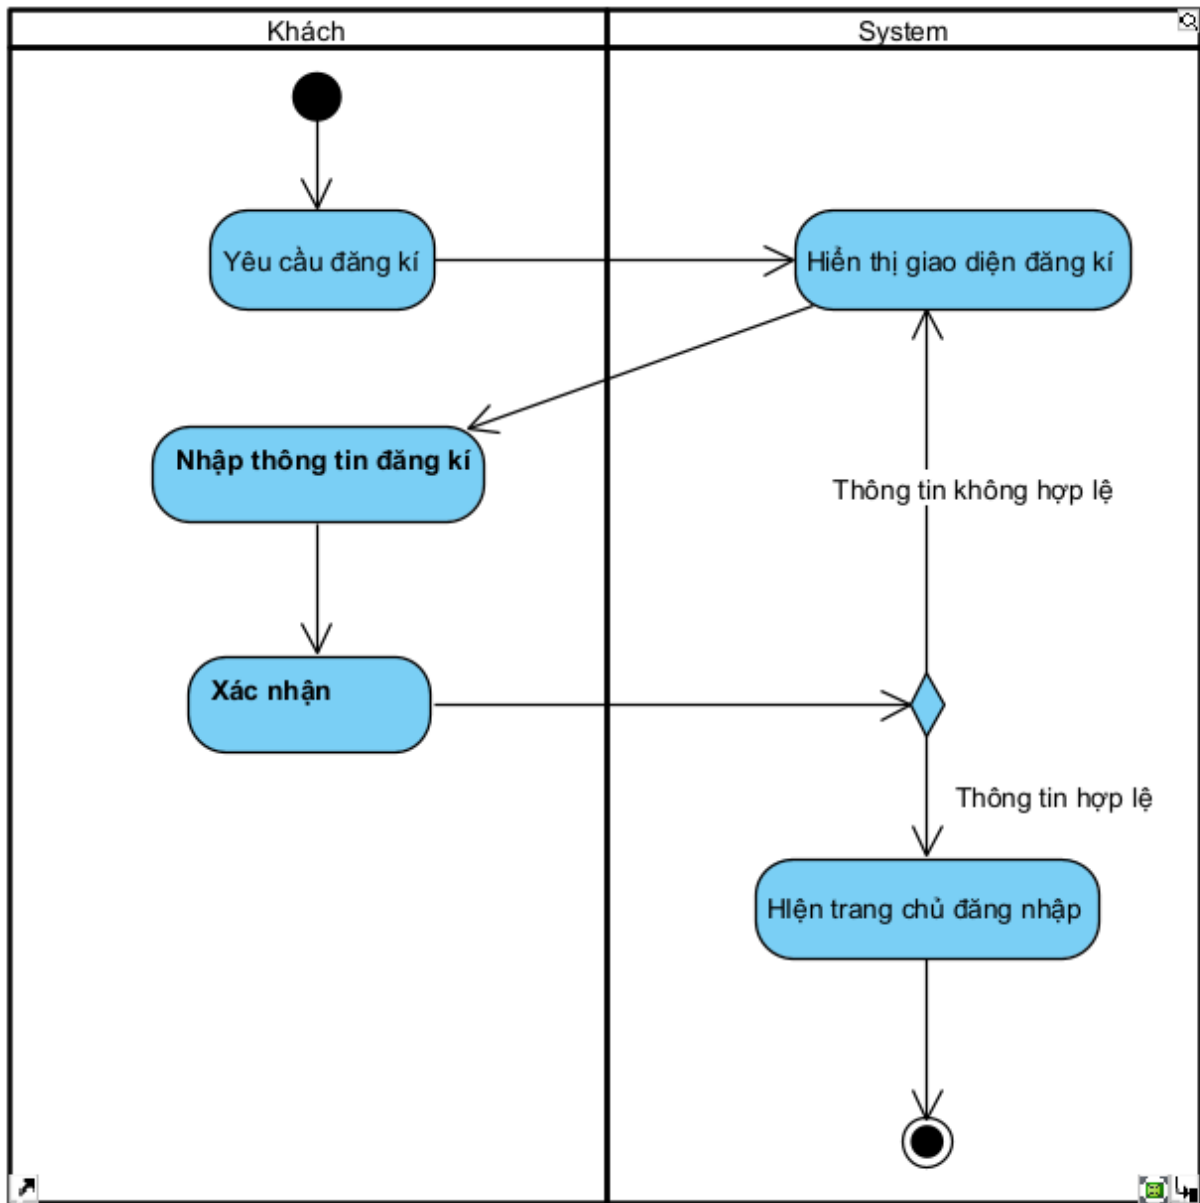 Khách
System
Yêu cầu đăng kí
Hiển thị giao diện đăng kí
Nhập thông tin đăng kí
Thông tin không hợp lệ
Xác nhận
Thông tin hợp lệ
HIện trang chủ đăng nhập